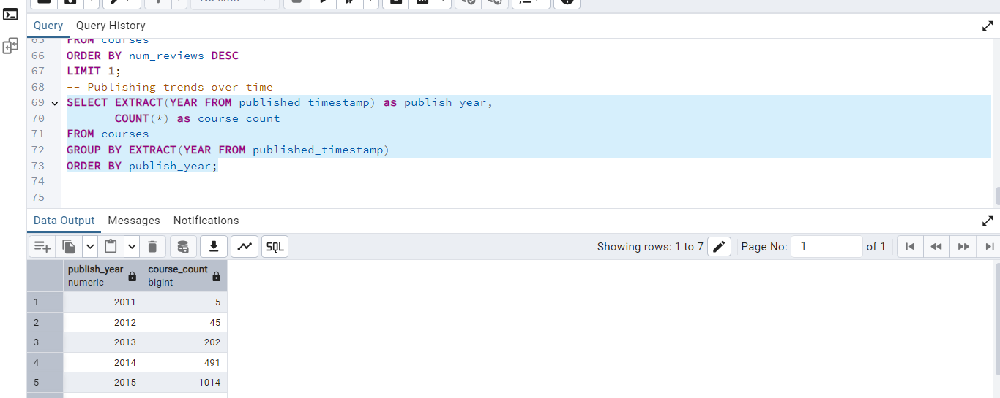 No limit
Query Query History
65 FROM courses
66 ORDER BY num_reviews DESC
67 LIMIT 1;
68 -- Publishing trends over time
69 SELECT EXTRACT(YEAR FROM published_timestamp) as publish_year,
70 COUNT(*) as course_count
71 FROM courses
72 GROUP BY EXTRACT(YEAR FROM published_timestamp)
73 ORDER BY publish_year;
74
75
Data Output Messages Notifications
SQL Showing rows: 1 to 7 Page No: 1 of 1
publish_year course_count
numeric bigint
1 2011 5
2 2012 45
3 2013 202
4 2014 491
5 2015 1014